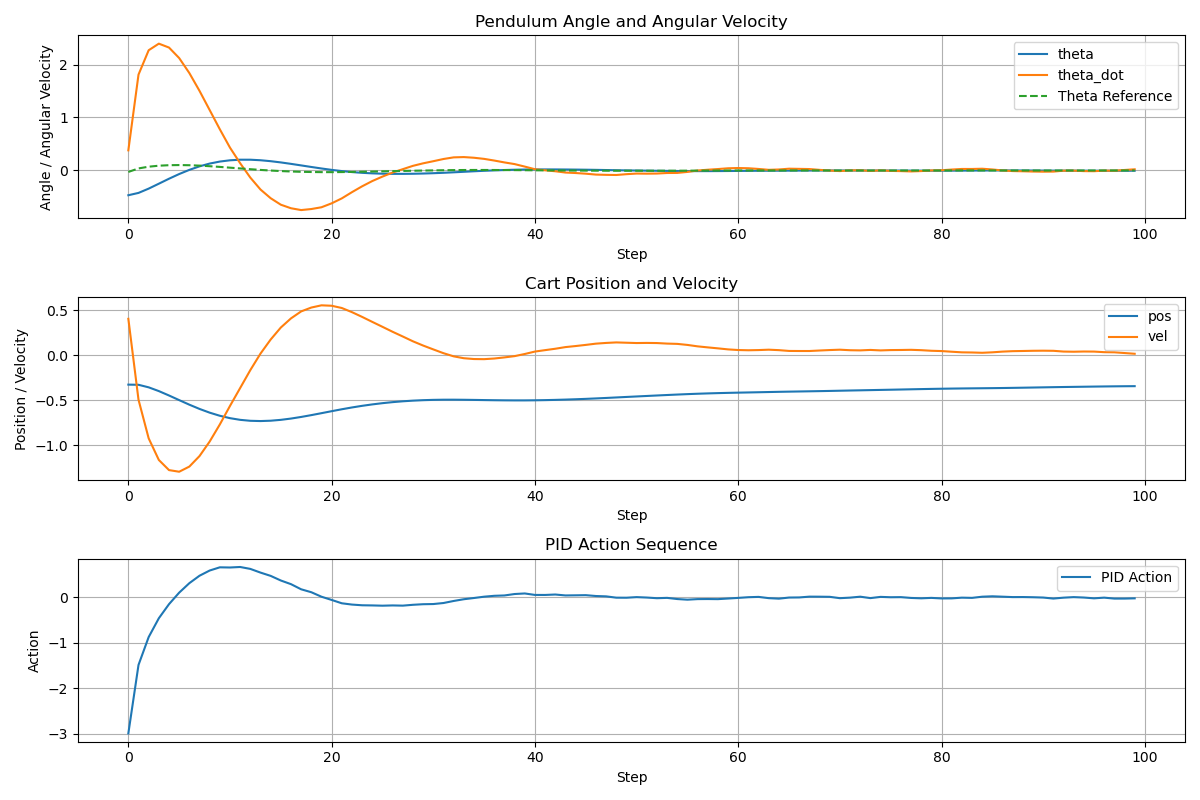 Pendulum Angle and Angular Velocity
Angle / Angular Velocity
2
1
0
theta
theta_dot
Theta Reference
0
20
40
60
80
100
Step
Cart Position and Velocity
Position / Velocity
0.5
0.0
−0.5
−1.0
pos
vel
0
20
40
60
80
100
Step
PID Action Sequence
Action
0
−1
−2
−3
PID Action
0
20
40
60
80
100
Step